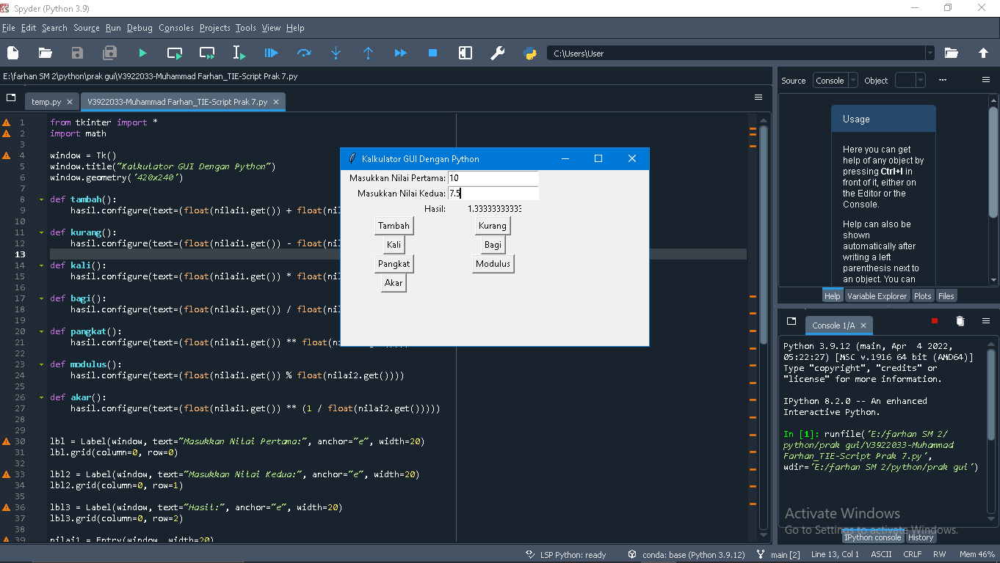 Spyder (Python 3.9)
File Edit Search Source Run Debug Consoles Projects Tools View Help
C:\Users\User
E:\farhan SM 2\python\prak gui\V3922033-Muhammad Farhan_TIE-Script Prak 7.py
temp.py
V3922033-Muhammad Farhan_TIE-Script Prak 7.py
1 from tkinter import *
2 import math
3
4 window = Tk()
5 window.title("Kalkulator GUI Dengan Python")
6 window.geometry('420x240')
7
8 def tambah():
9 hasil.configure(text=(float(nilai1.get()) + float(nil
10
11 def kurang():
12 hasil.configure(text=(float(nilai1.get()) - float(nil
13
14 def kali():
15 hasil.configure(text=(float(nilai1.get()) * float(nil
16
17 def bagi():
18 hasil.configure(text=(float(nilai1.get()) / float(nil
19
20 def pangkat():
21 hasil.configure(text=(float(nilai1.get()) ** float(ni
22
23 def modulus():
24 hasil.configure(text=(float(nilai1.get()) % float(nilai2.get())))
25
26 def akar():
27 hasil.configure(text=(float(nilai1.get()) ** (1 / float(nilai2.get()))))
28
29
30 lbl = Label(window, text="Masukkan Nilai Pertama:", anchor="e", width=20)
31 lbl.grid(column=0, row=0)
32
33 lbl2 = Label(window, text="Masukkan Nilai Kedua:", anchor="e", width=20)
34 lbl2.grid(column=0, row=1)
35
36 lbl3 = Label(window, text="Hasil:", anchor="e", width=20)
37 lbl3.grid(column=0, row=2)
38
39 nilai1 = Entry(window, width=20)
Kalkulator GUI Dengan Python
Masukkan Nilai Pertama: 10
Masukkan Nilai Kedua: 7.5
Hasil: 1.33333333333
Tambah Kurang
Kali Bagi
Pangkat Modulus
Akar
Source Console Object
Usage
Here you can get
help of any object by
pressing Ctrl+I in
front of it, either on
the Editor or the
Console.
Help can also be
shown
automatically after
writing a left
parenthesis next to
an object. You can
Help Variable Explorer Plots Files
Console 1/A
Python 3.9.12 (main, Apr 4 2022,
05:22:27) [MSC v.1916 64 bit (AMD64)]
Type "copyright", "credits" or
"license" for more information.
IPython 8.2.0 -- An enhanced
Interactive Python.
In [1]: runfile('E:/farhan SM 2/
python/prak gui/V3922033-Muhammad
Farhan_TIE-Script Prak 7.py',
wdir='E:/farhan SM 2/python/prak gui')
Activate Windows
Go to Settings to activate Windows.
IPython console History
LSP Python: ready conda: base (Python 3.9.12) main [2] Line 13, Col 1 ASCII CRLF RW Mem 46%